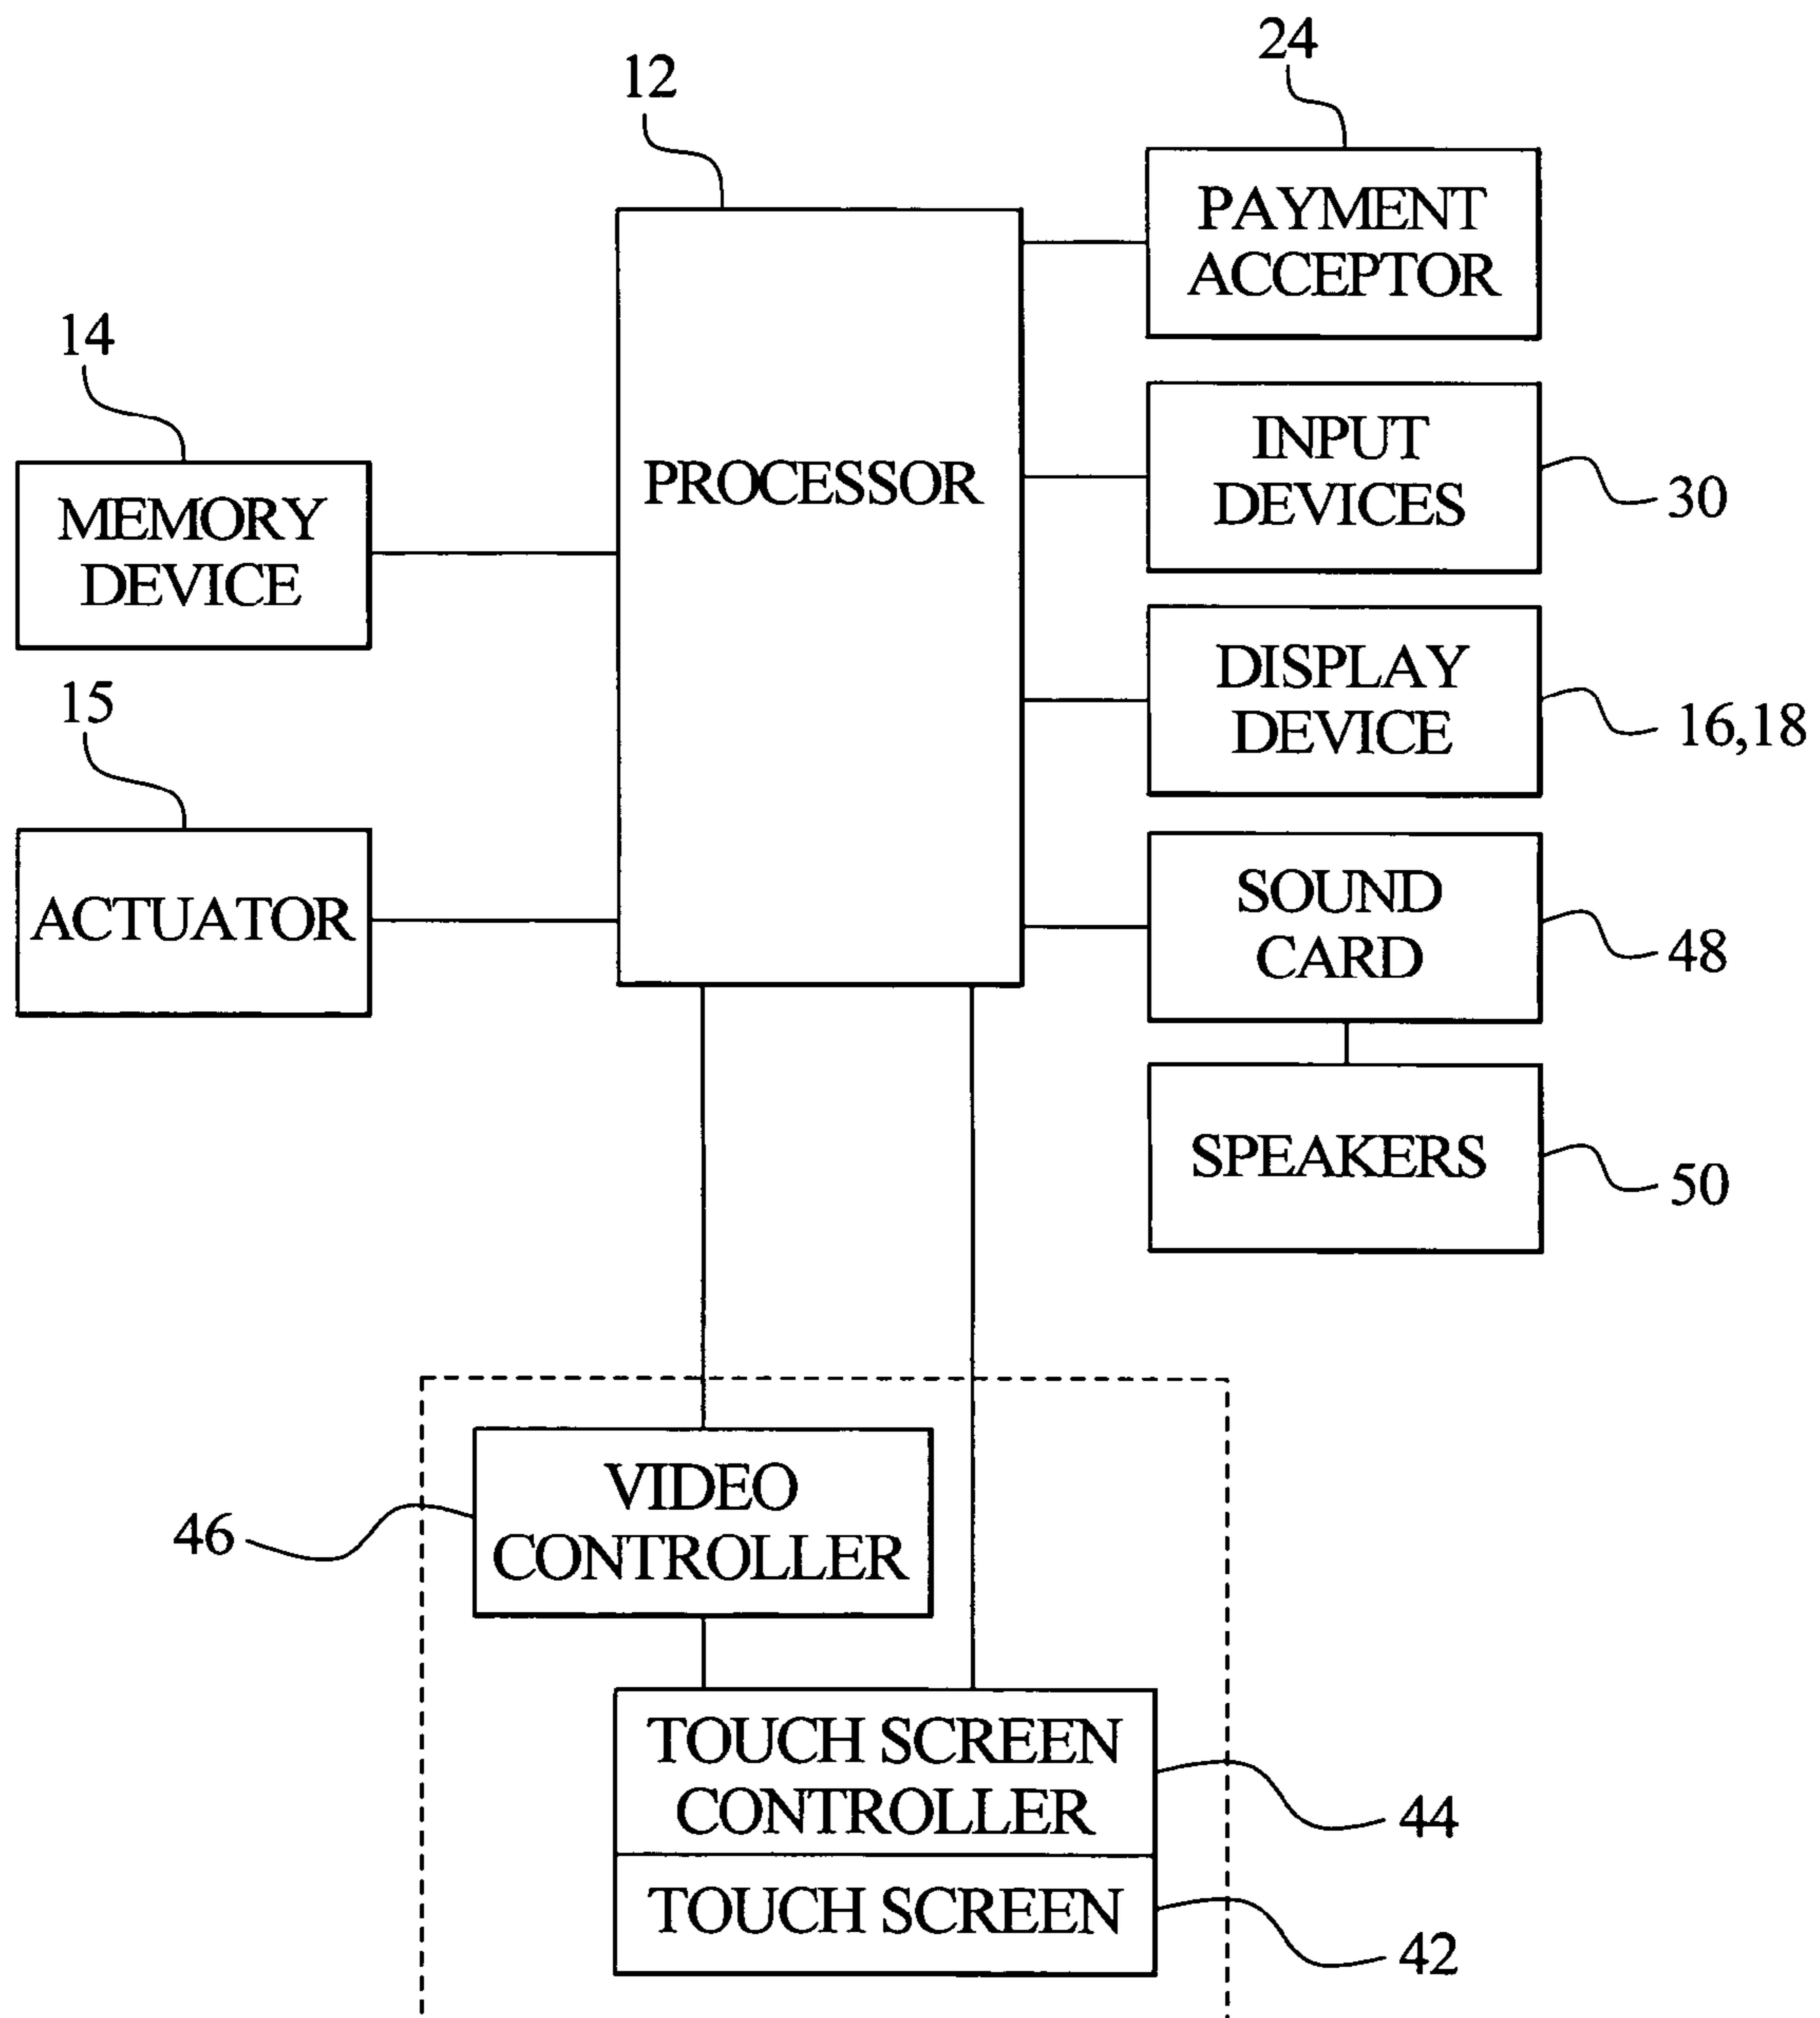 24
12
PAYMENT
ACCEPTOR
14
INPUT
DEVICES
30
PROCESSOR
MEMORY
DEVICE
DISPLAY
DEVICE
16,18
15
SOUND
CARD
48
ACTUATOR
SPEAKERS
50
VIDEO
CONTROLLER
46
TOUCH SCREEN
CONTROLLER
44
TOUCH SCREEN
42